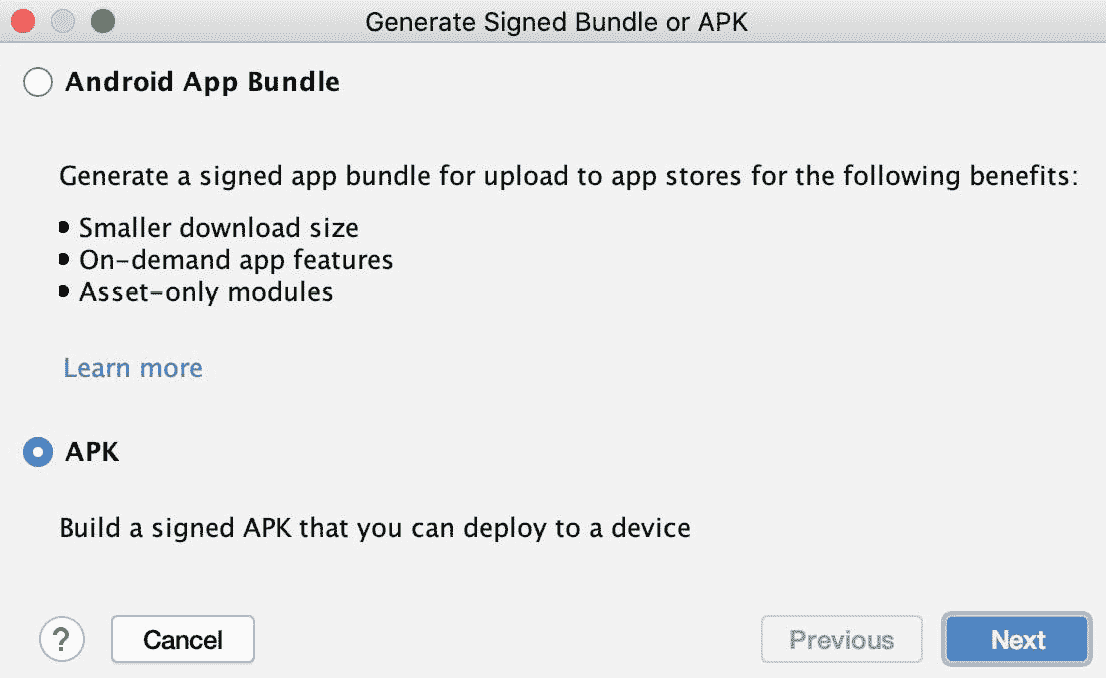 Generate Signed Bundle or APK
Android App Bundle
Generate a signed app bundle for upload to app stores for the following benefits:
• Smaller download size
• On-demand app features
• Asset-only modules
Learn more
APK
Build a signed APK that you can deploy to a device
? Cancel Previous Next